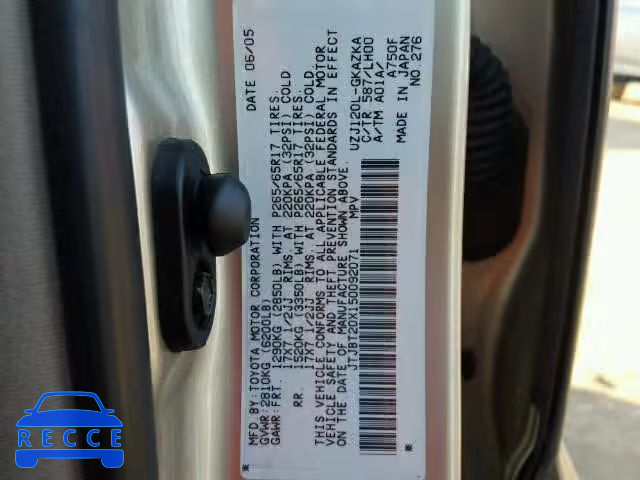 MFD.BY:TOYOTA MOTOR CORPORATION DATE 06/05
GVWR:2810KG (6200LB)
GAWR:FRT. 1290KG (2850LB) WITH P265/65R17 TIRES,
17X7 1/2JJ RIMS, AT 220KPA (32PSI) COLD.
RR. 1520KG (3350LB) WITH P265/65R17 TIRES,
17X7 1/2JJ RIMS, AT 220KPA (32PSI) COLD.
THIS VEHICLE CONFORMS TO ALL APPLICABLE FEDERAL MOTOR
VEHICLE SAFETY AND THEFT PREVENTION STANDARDS IN EFFECT
ON THE DATE OF MANUFACTURE SHOWN ABOVE.
JTJBT20X150092071 MPV
UZJ120L-GKAZKA
C/TR 587/LH00
A/TM A01A/
A750F
MADE IN JAPAN
* * NO.276
RECCE